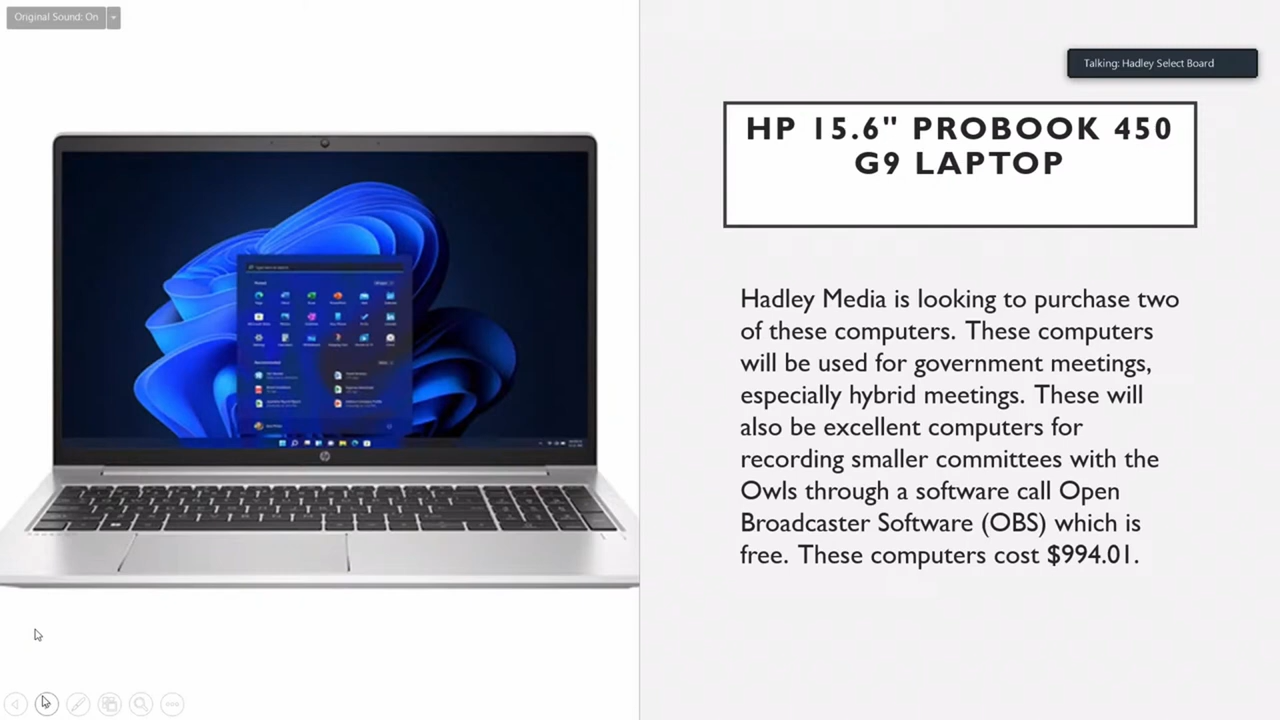 Original Sound: On
Talking: Hadley Select Board
HP 15.6" PROBOOK 450
G9 LAPTOP
Hadley Media is looking to purchase two
of these computers. These computers
will be used for government meetings,
especially hybrid meetings. These will
also be excellent computers for
recording smaller committees with the
Owls through a software call Open
Broadcaster Software (OBS) which is
free. These computers cost $994.01.
hp